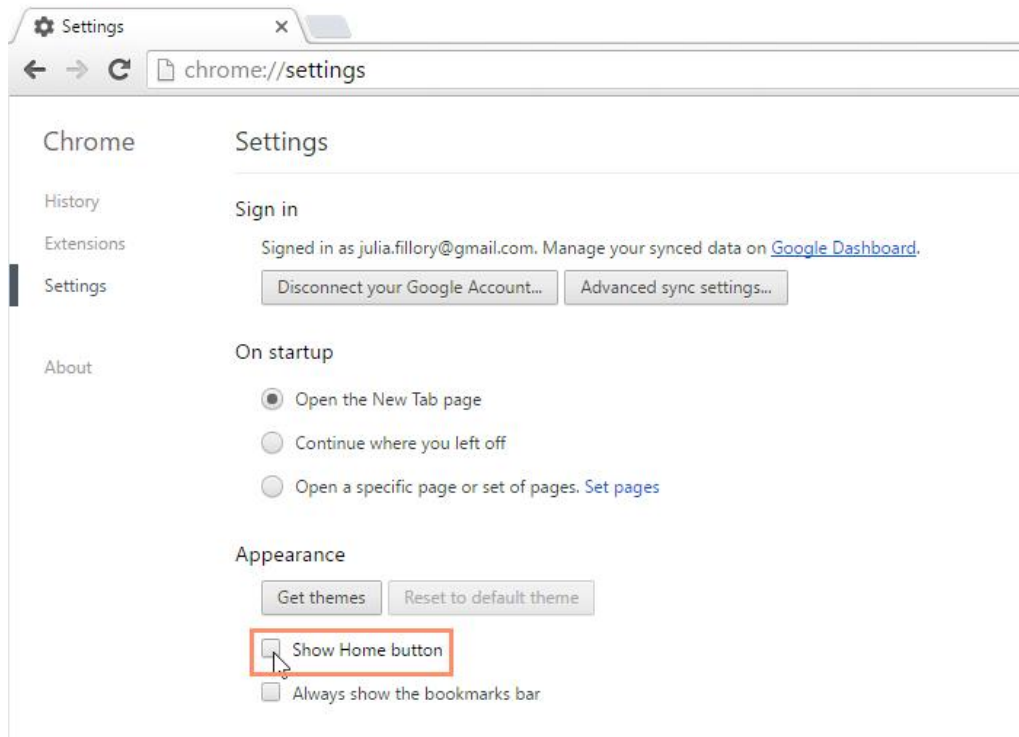 Settings
chrome://settings
Chrome
History
Extensions
Settings
About
Settings
Sign in
Signed in as julia.fillory@gmail.com. Manage your synced data on Google Dashboard.
Disconnect your Google Account... Advanced sync settings...
On startup
Open the New Tab page
Continue where you left off
Open a specific page or set of pages. Set pages
Appearance
Get themes Reset to default theme
Show Home button
Always show the bookmarks bar